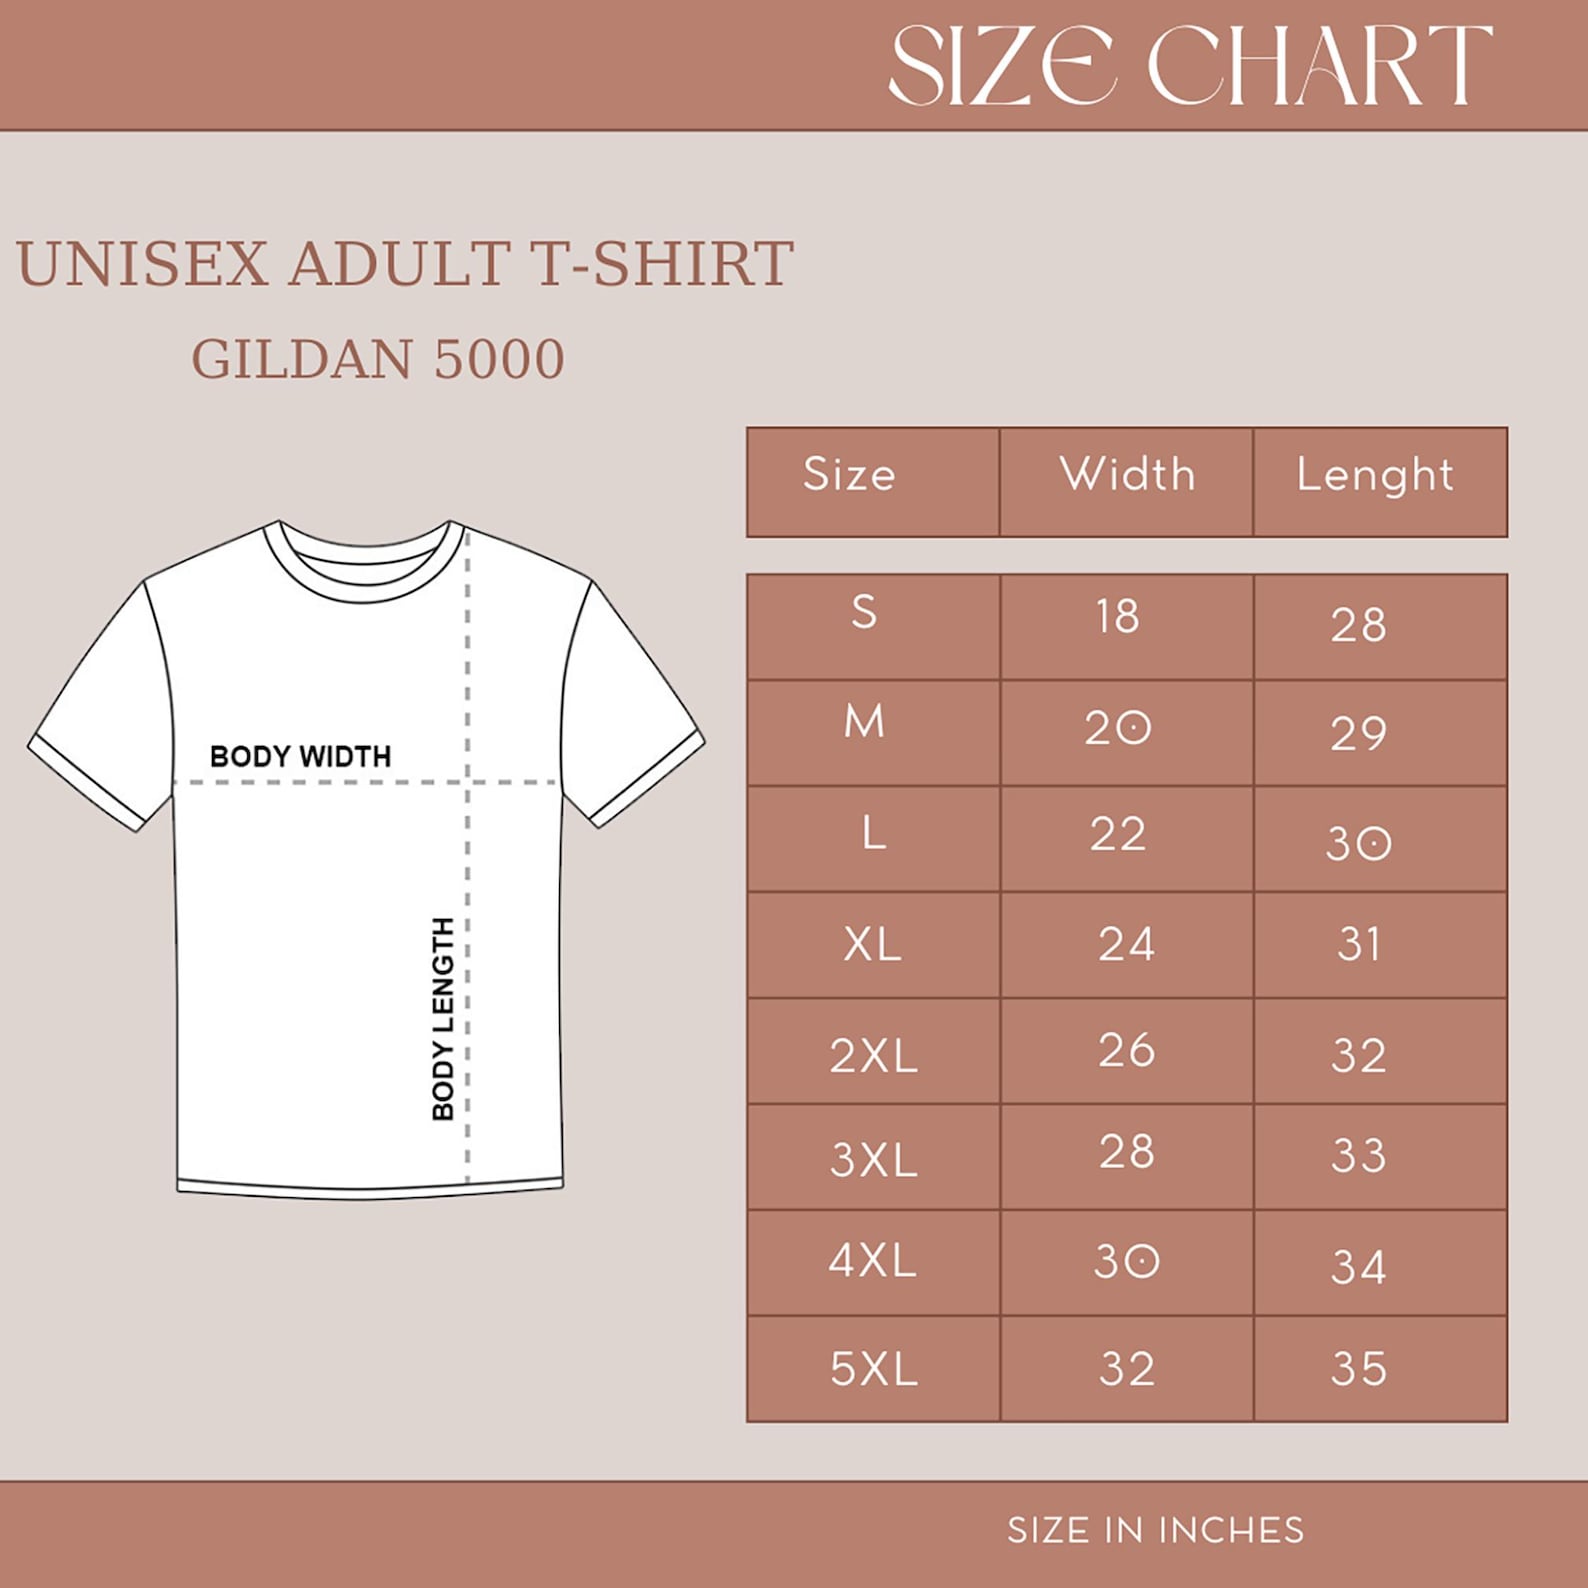 SIZE CHART
UNISEX ADULT T-SHIRT
GILDAN 5000
BODY WIDTH
BODY LENGTH
Size Width Lenght
S 18 28
M 20 29
L 22 30
XL 24 31
2XL 26 32
3XL 28 33
4XL 30 34
5XL 32 35
SIZE IN INCHES